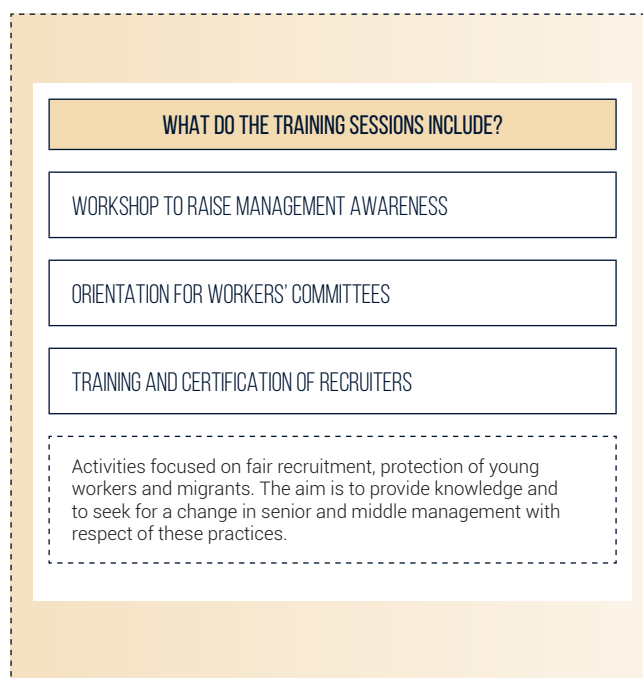 WHAT DO THE TRAINING SESSIONS INCLUDE?
WORKSHOP TO RAISE MANAGEMENT AWARENESS
ORIENTATION FOR WORKERS' COMMITTEES
TRAINING AND CERTIFICATION OF RECRUITERS
Activities focused on fair recruitment, protection of young
workers and migrants. The aim is to provide knowledge and
to seek for a change in senior and middle management with
respect of these practices.